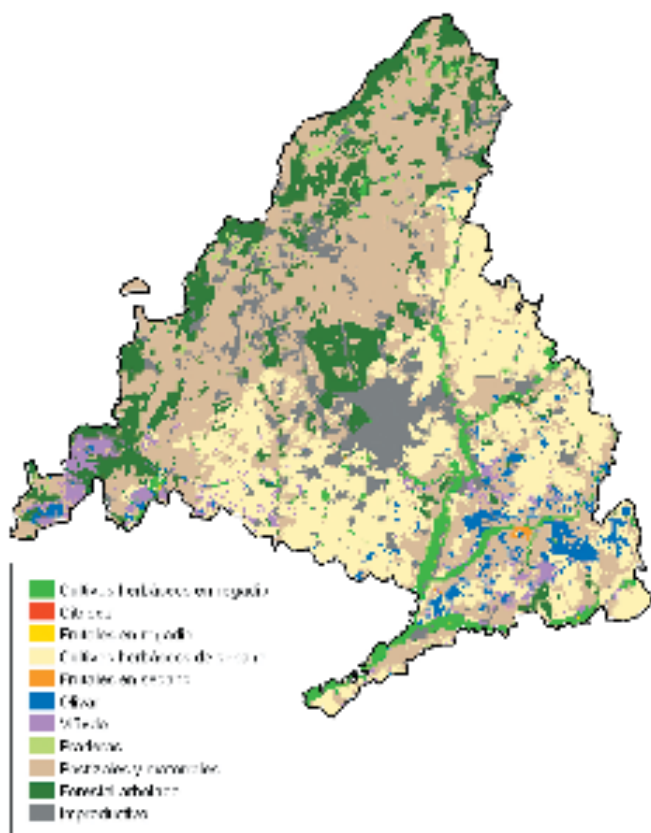 Cultivos herbáceos en regadío
Cítricos
Frutales en regadío
Cultivos herbáceos de secano
Frutales en secano
Olivar
Viñedo
Praderas
Pastizales y matorrales
Forestal arbolado
Improductivo